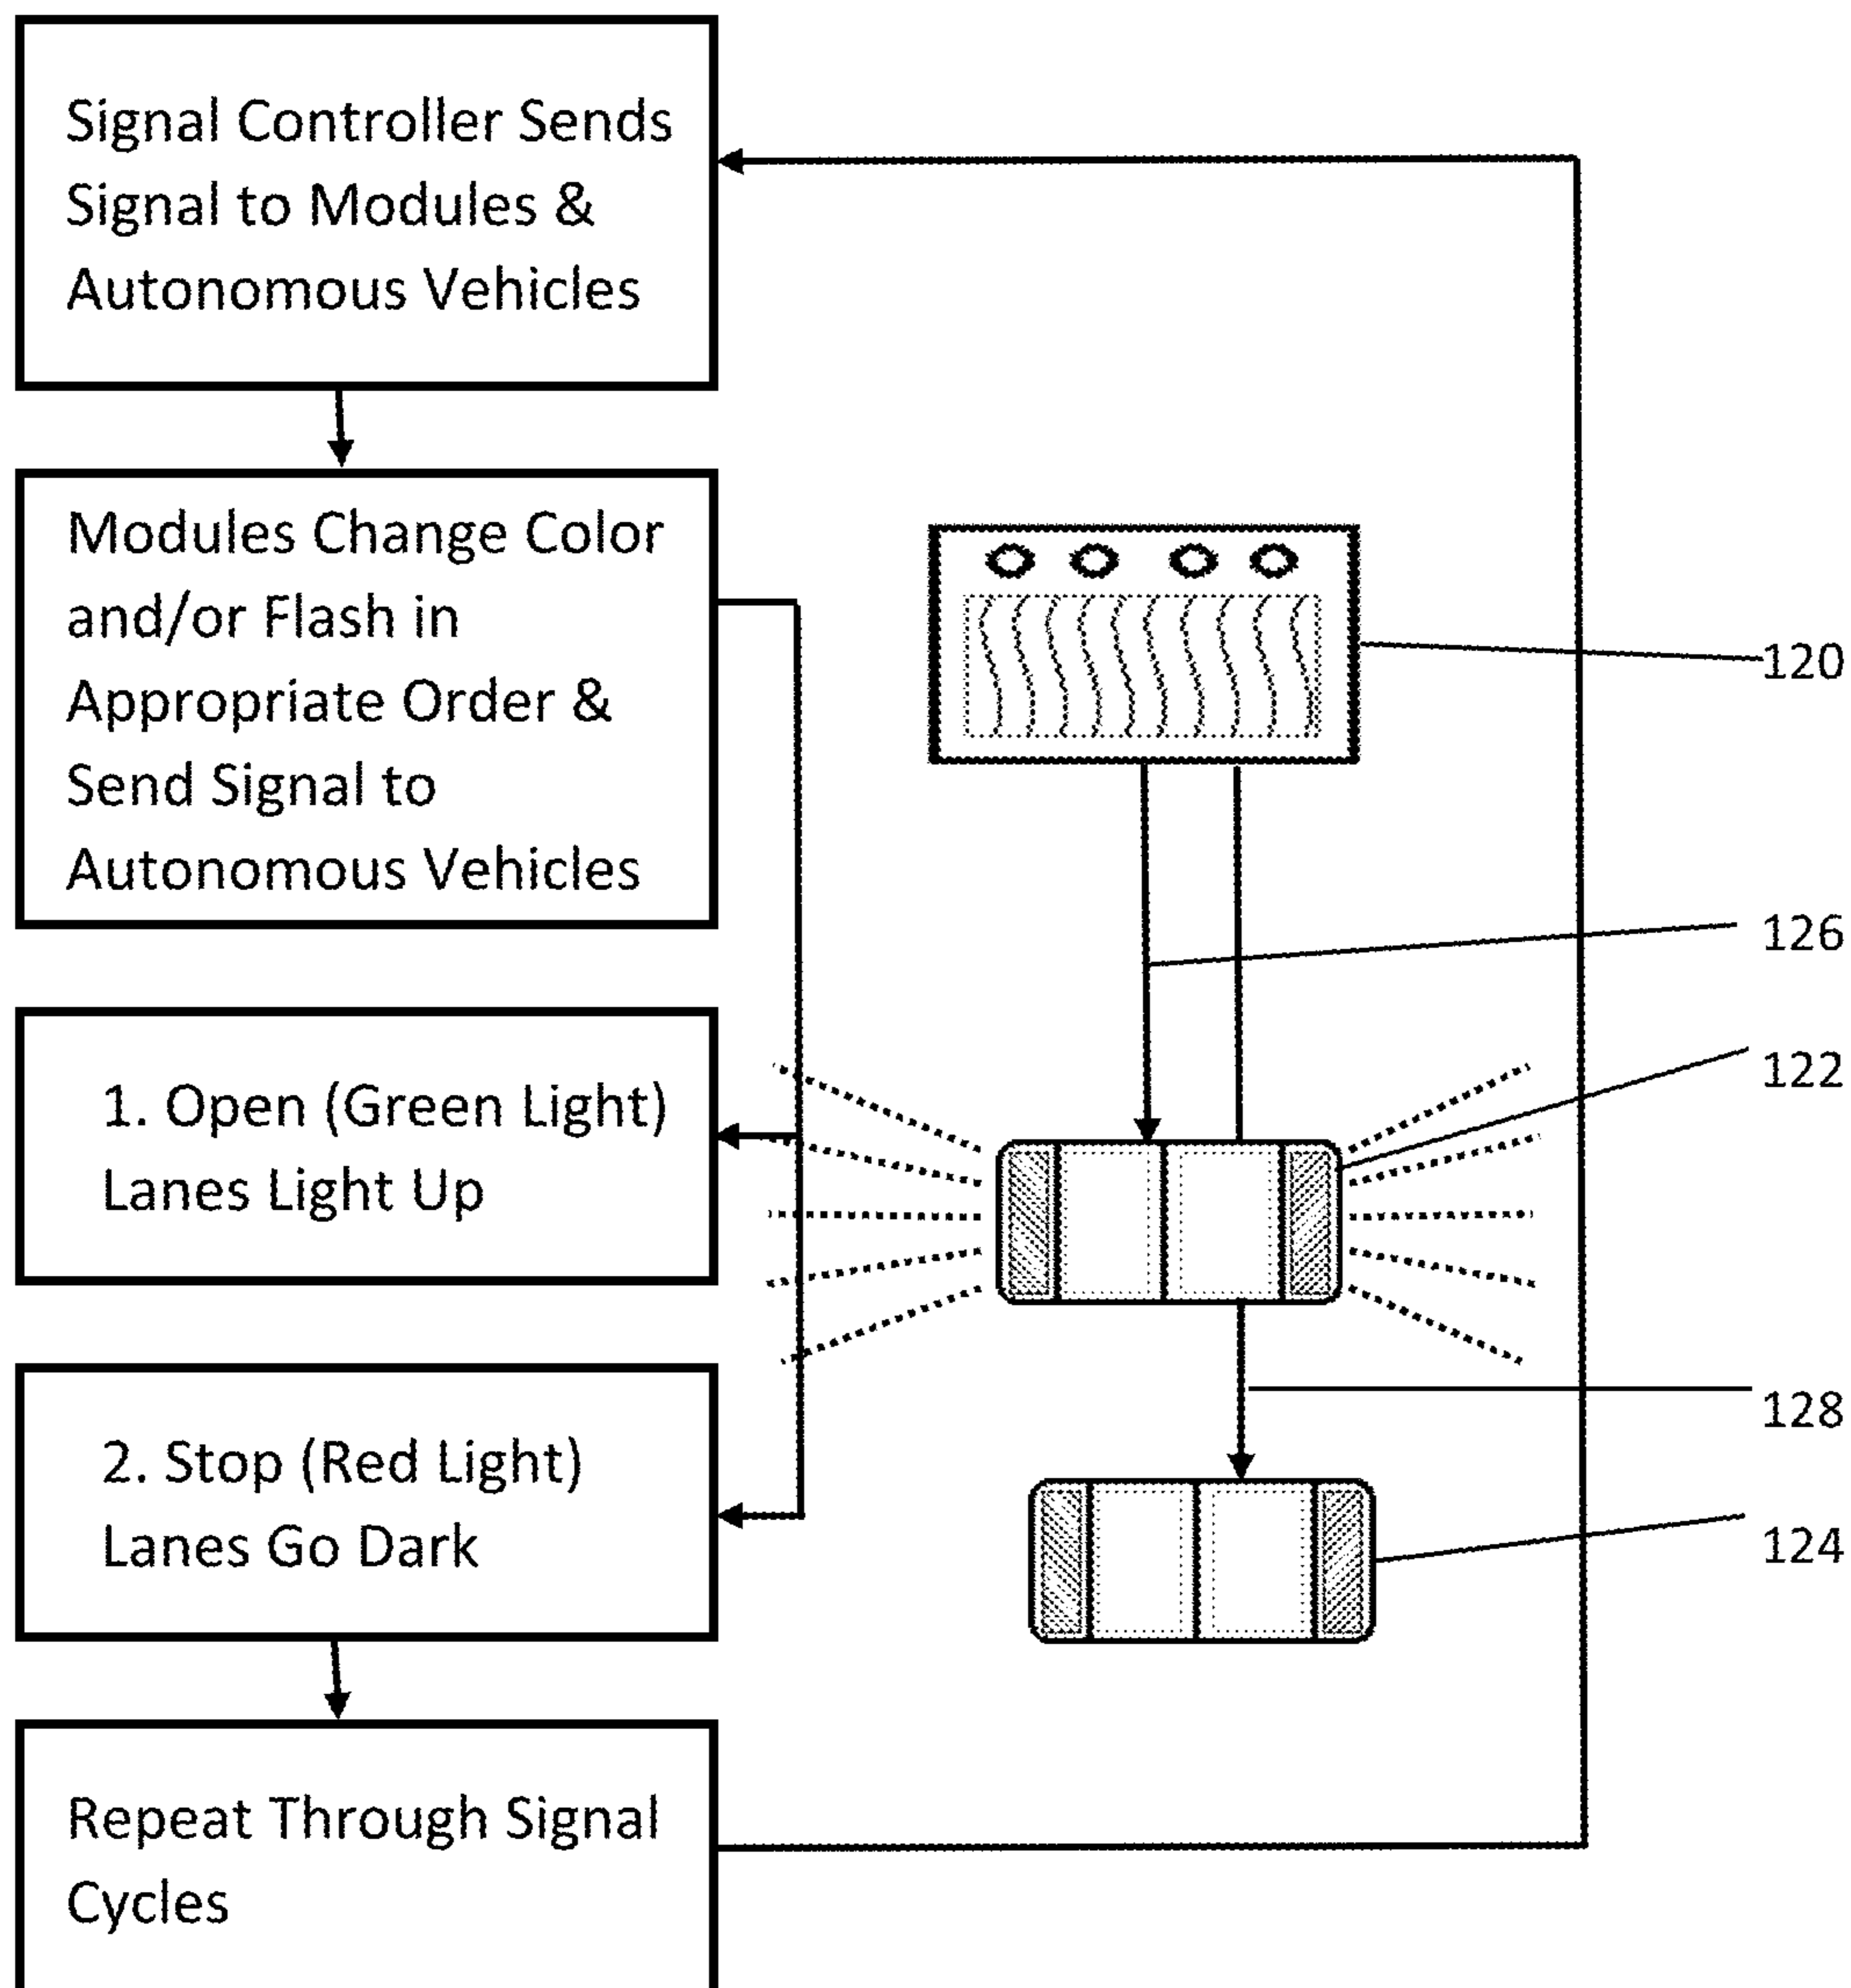 Signal Controller Sends
Signal to Modules &
Autonomous Vehicles
Modules Change Color
and/or Flash in
Appropriate Order &
Send Signal to
Autonomous Vehicles
1. Open (Green Light)
Lanes Light Up
2. Stop (Red Light)
Lanes Go Dark
Repeat Through Signal
Cycles
120
126
122
128
124